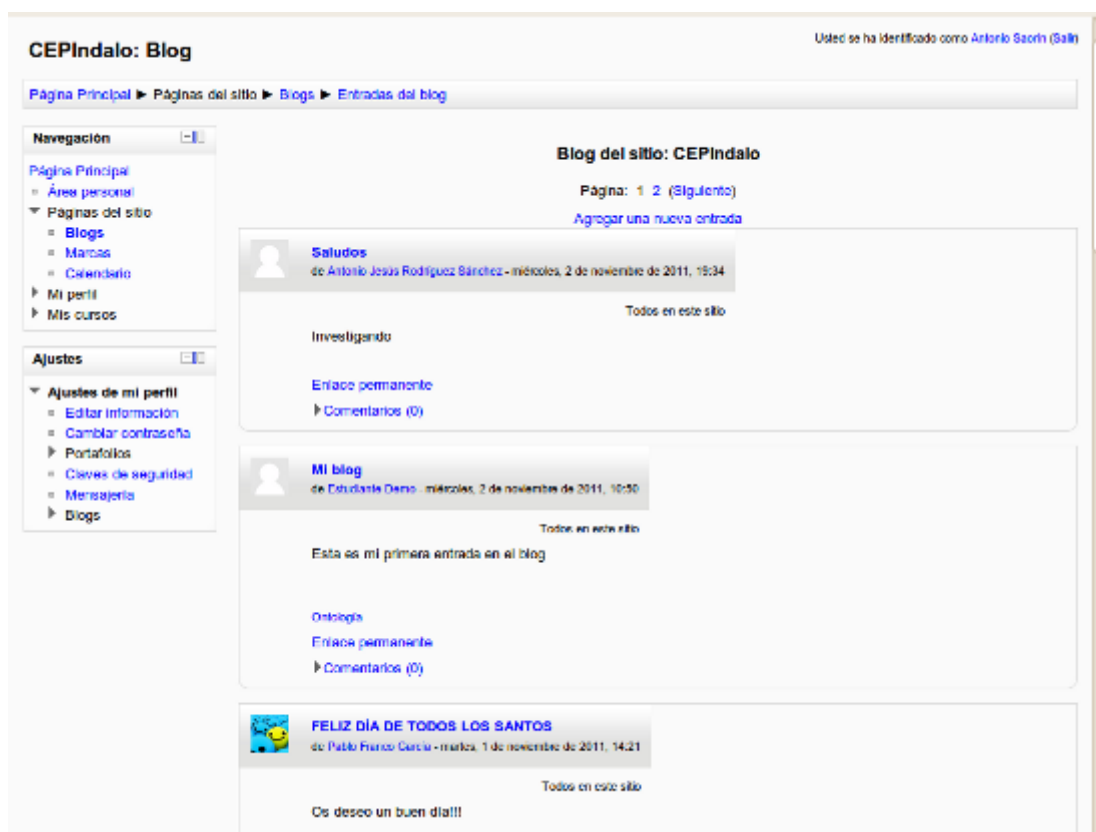 CEPIndalo: Blog
Usted se ha identificado como Antonio Saorín (Salir)
Página Principal ► Páginas del sitio ► Blogs ► Entradas del blog
Navegación
Página Principal
Área personal
Páginas del sitio
Blogs
Marcas
Calendario
Mi perfil
Mis cursos
Ajustes
Ajustes de mi perfil
Editar información
Cambiar contraseña
Portafolios
Claves de seguridad
Mensajería
Blogs
Blog del sitio: CEPIndalo
Página: 1 2 (Siguiente)
Agregar una nueva entrada
Saludos
de Antonio Jesús Rodríguez Sánchez - miércoles, 2 de noviembre de 2011, 19:34
Todos en este sitio
Investigando
Enlace permanente
Comentarios (0)
Mi blog
de Estudiante Demo - miércoles, 2 de noviembre de 2011, 10:50
Todos en este sitio
Esta es mi primera entrada en el blog
Ontología
Enlace permanente
Comentarios (0)
FELIZ DÍA DE TODOS LOS SANTOS
de Pablo Franco García - martes, 1 de noviembre de 2011, 14:21
Todos en este sitio
Os deseo un buen día!!!